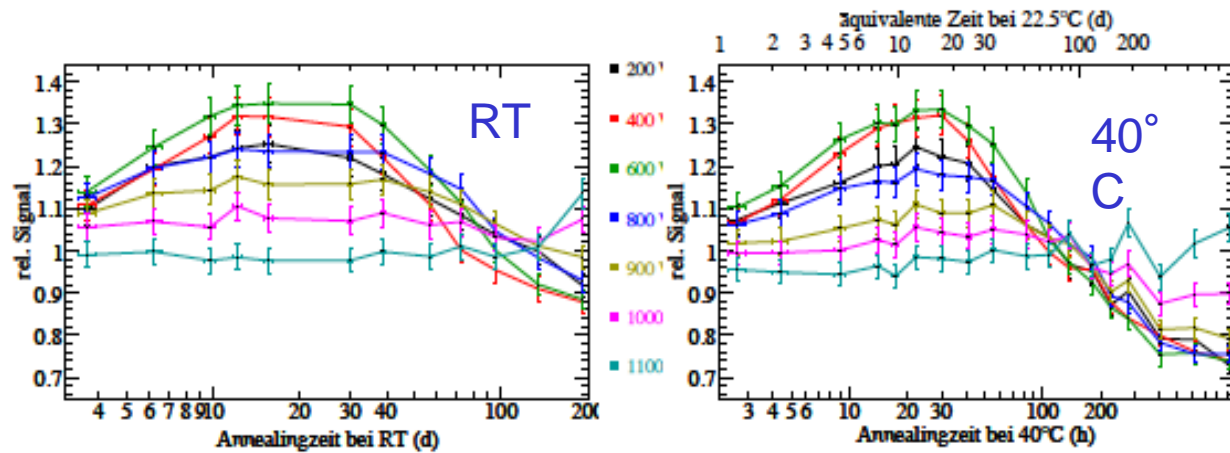 äquivalente Zeit bei 22.5°C (d)
1 2 3 4 5 6 10 20 30 100 200
1.4
1.3
1.2
1.1
1
0.9
0.8
0.7
rel. Signal
RT
4 5 6 7 8 9 10 20 30 40 100 200
Annealingzeit bei RT (d)
200 V
400 V
600 V
800 V
900 V
1000
1100
1.4
1.3
1.2
1.1
1
0.9
0.8
0.7
rel. Signal
40°
C
3 4 5 6 10 20 30 100 200
Annealingzeit bei 40°C (h)